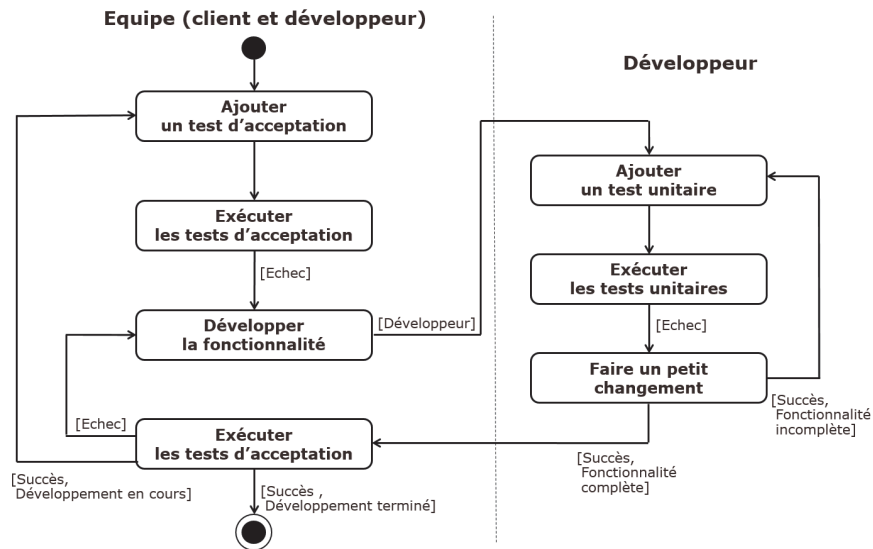 Equipe (client et développeur)
Ajouter
un test d’acceptation
Exécuter
les tests d’acceptation
[Echec]
Développer
la fonctionnalité
[Développeur]
[Echec]
Exécuter
les tests d’acceptation
[Succès,
Développement en cours]
[Succès ,
Développement terminé]
Développeur
Ajouter
un test unitaire
Exécuter
les tests unitaires
[Echec]
Faire un petit
changement
[Succès,
Fonctionnalité
incomplète]
[Succès,
Fonctionnalité
complète]